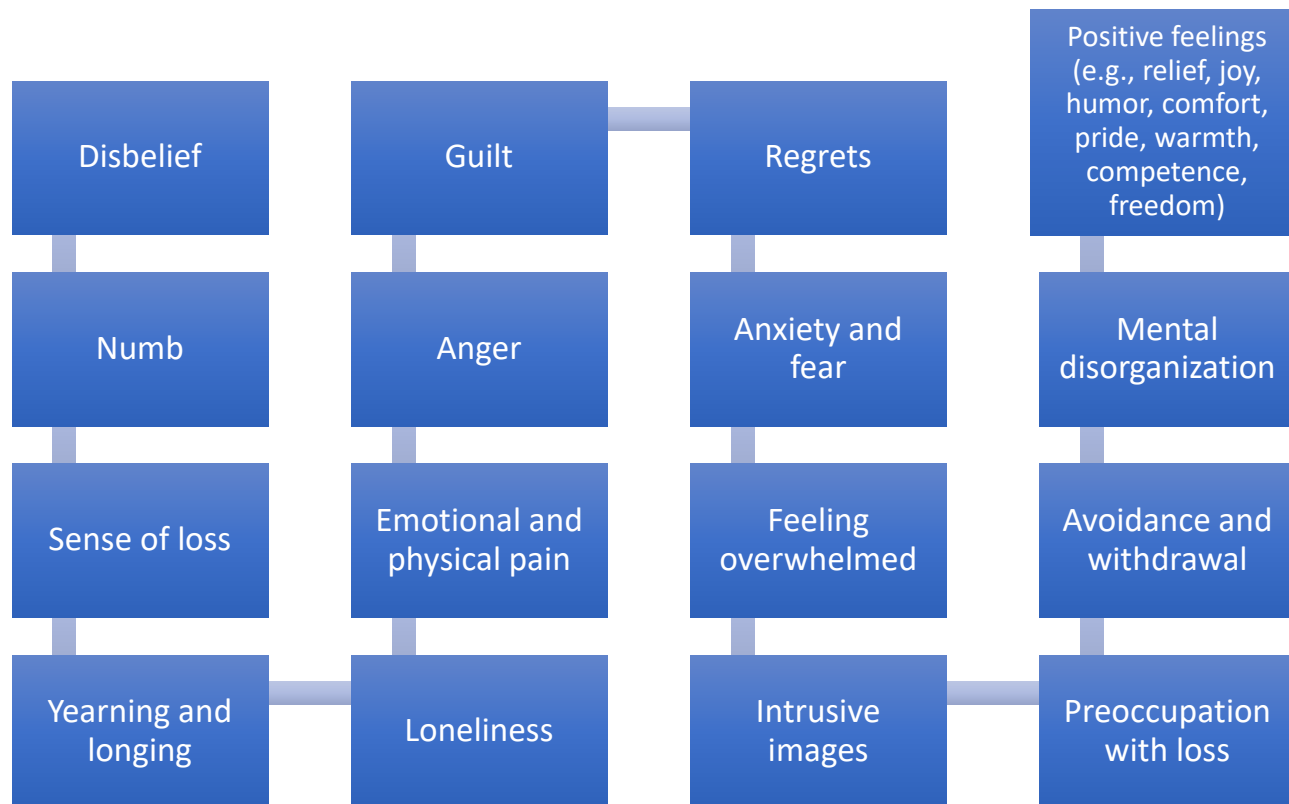 Disbelief
Numb
Sense of loss
Yearning and
longing
Loneliness
Emotional and
physical pain
Anger
Guilt
Regrets
Anxiety and
fear
Feeling
overwhelmed
Intrusive
images
Preoccupation
with loss
Avoidance and
withdrawal
Mental
disorganization
Positive feelings
(e.g., relief, joy,
humor, comfort,
pride, warmth,
competence,
freedom)